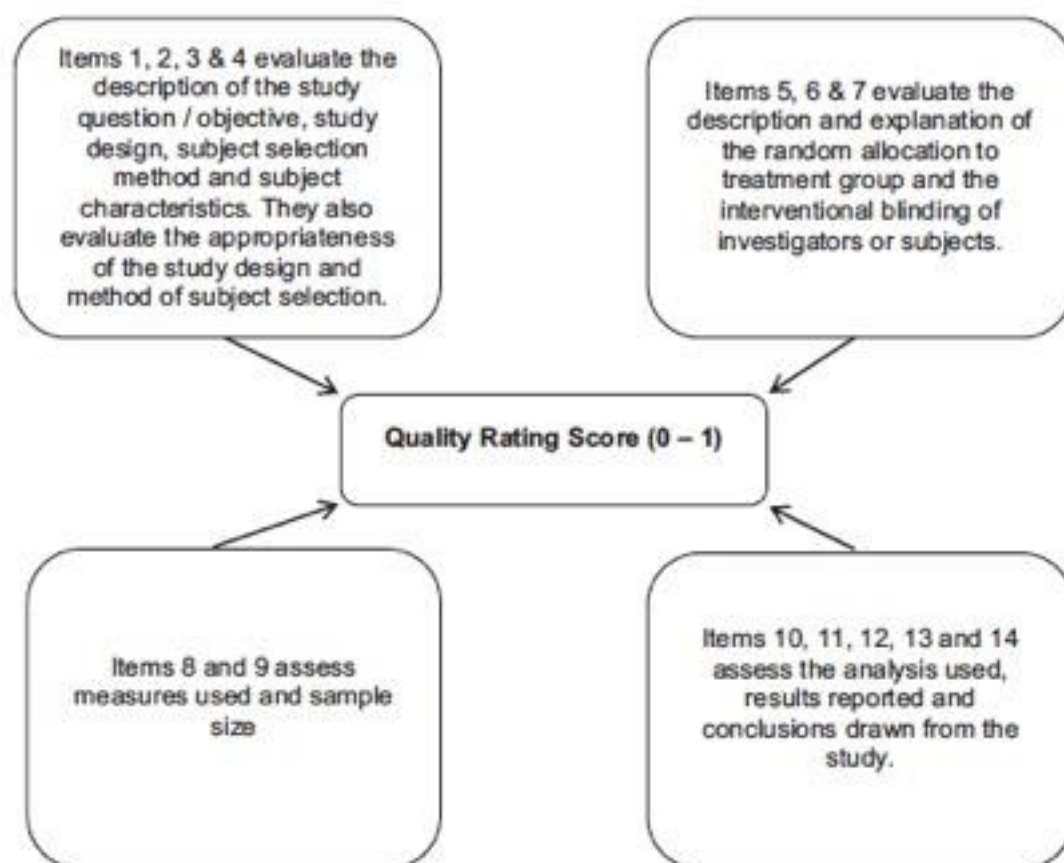 Items 1, 2, 3 & 4 evaluate the
description of the study
question / objective, study
design, subject selection
method and subject
characteristics. They also
evaluate the appropriateness
of the study design and
method of subject selection.
Items 5, 6 & 7 evaluate the
description and explanation of
the random allocation to
treatment group and the
interventional blinding of
investigators or subjects.
Quality Rating Score (0 – 1)
Items 8 and 9 assess
measures used and sample
size
Items 10, 11, 12, 13 and 14
assess the analysis used,
results reported and
conclusions drawn from the
study.